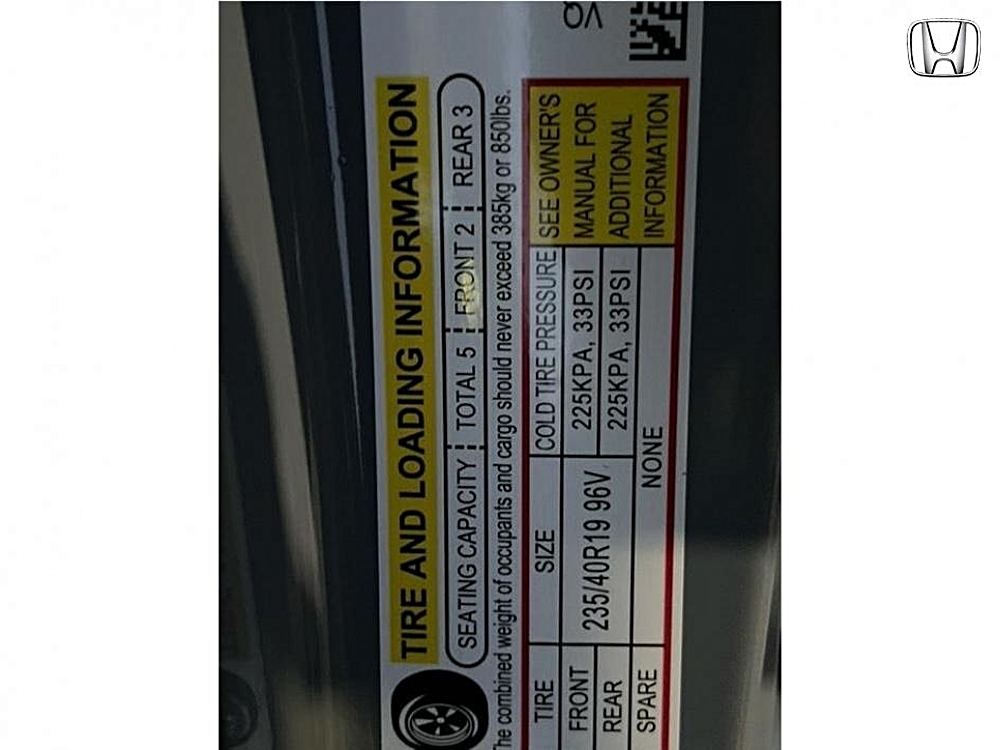 TIRE AND LOADING INFORMATION
SEATING CAPACITY TOTAL 5 FRONT 2 REAR 3
The combined weight of occupants and cargo should never exceed 385kg or 850lbs.
TIRE SIZE COLD TIRE PRESSURE SEE OWNER'S
FRONT 235/40R19 96V 225KPA, 33PSI MANUAL FOR
REAR 225KPA, 33PSI ADDITIONAL
SPARE NONE INFORMATION